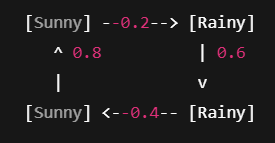 [Sunny] --0.2--> [Rainy]
^ 0.8 | 0.6
| v
[Sunny] <--0.4-- [Rainy]